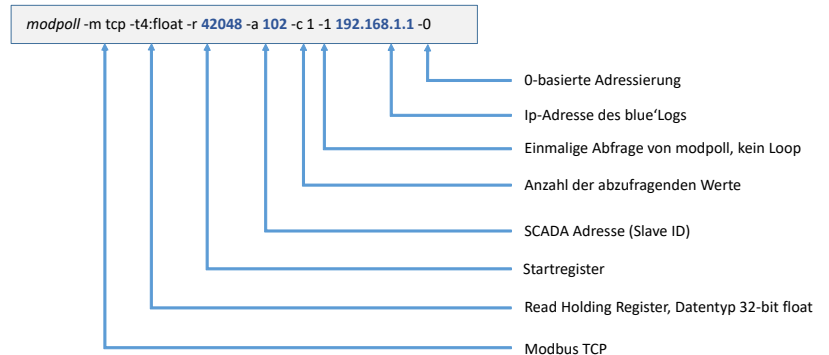 modpoll -m tcp -t4:float -r 42048 -a 102 -c 1 -1 192.168.1.1 -0
0-basierte Adressierung
Ip-Adresse des blue‘Logs
Einmalige Abfrage von modpoll, kein Loop
Anzahl der abzufragenden Werte
SCADA Adresse (Slave ID)
Startregister
Read Holding Register, Datentyp 32-bit float
Modbus TCP